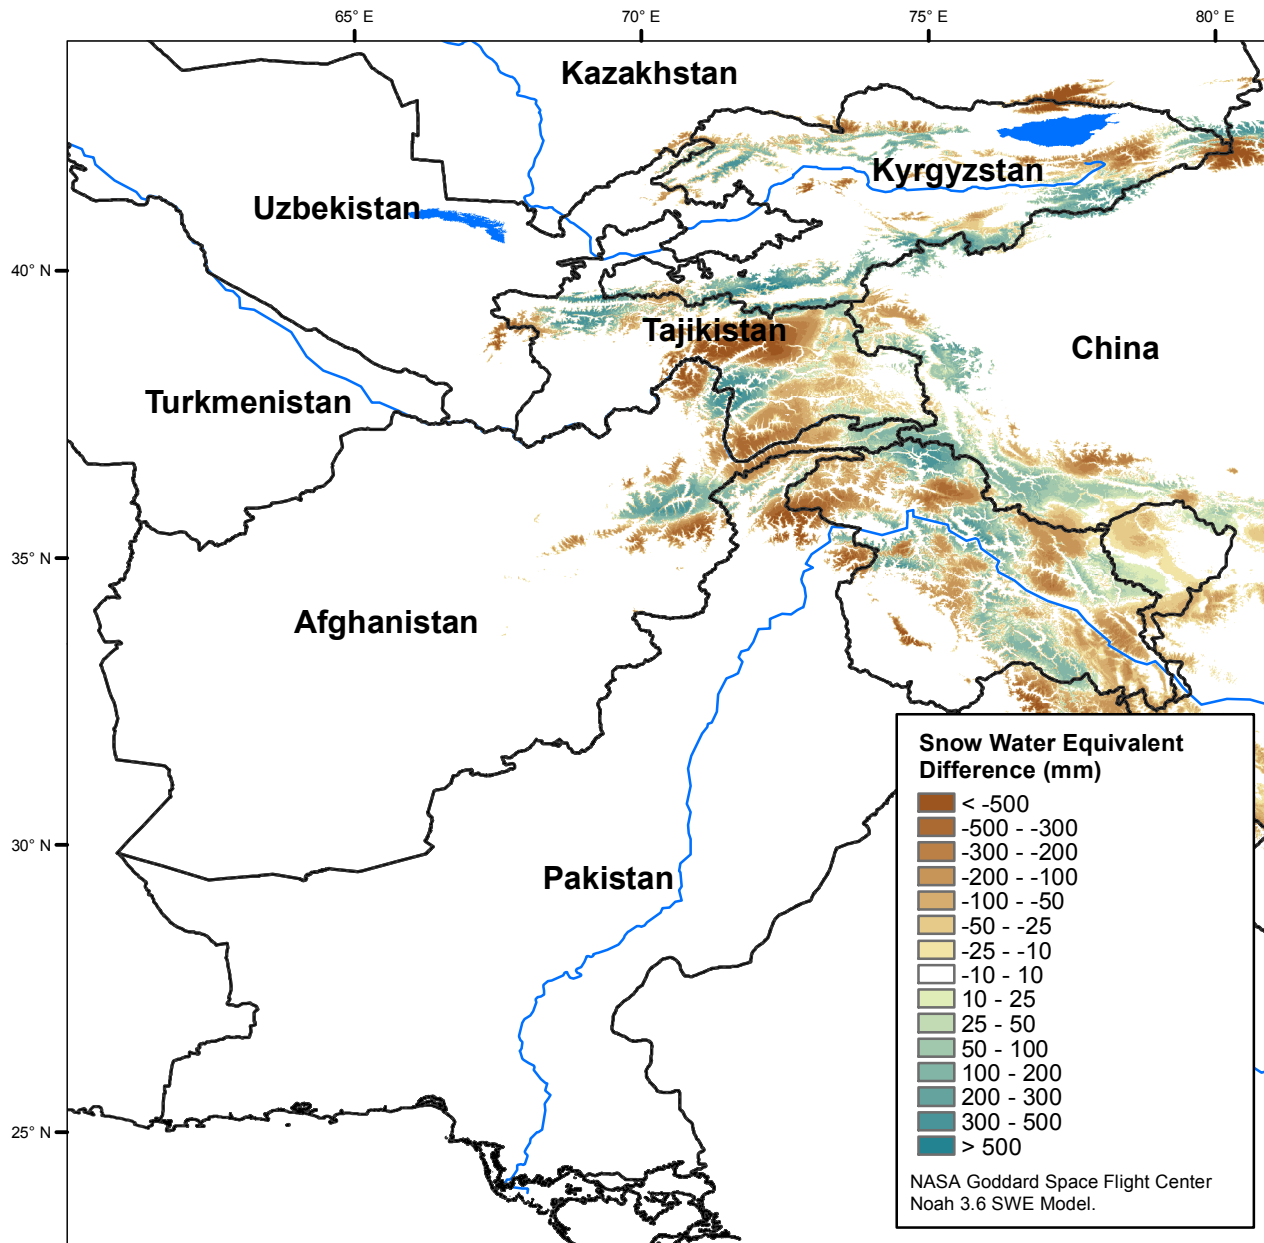 65° E
70° E
75° E
80° E
Kazakhstan
Kyrgyzstan
Uzbekistan
40° N
Tajikistan
China
Turkmenistan
35° N
Afghanistan
Snow Water Equivalent
Difference (mm)
< -500
-500 - -300
-300 - -200
-200 - -100
-100 - -50
-50 - -25
-25 - -10
-10 - 10
10 - 25
25 - 50
50 - 100
100 - 200
200 - 300
300 - 500
> 500
NASA Goddard Space Flight Center
Noah 3.6 SWE Model.
30° N
Pakistan
25° N